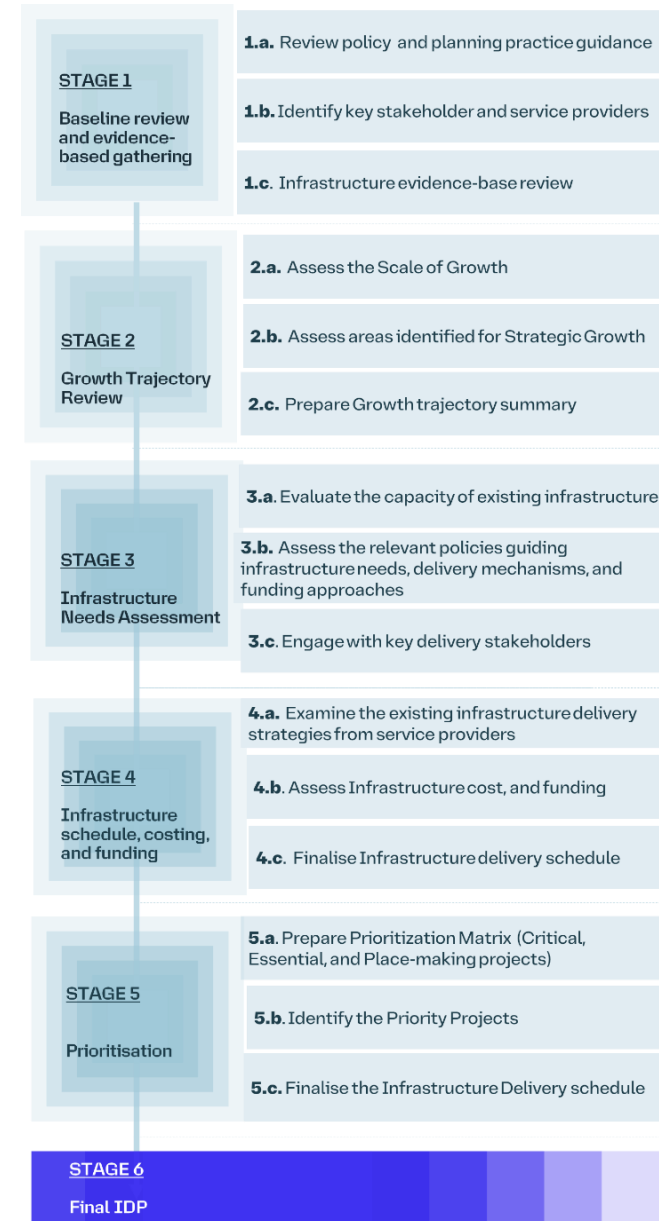 STAGE 1
Baseline review
and evidence-
based gathering
1.a. Review policy and planning practice guidance
1.b. Identify key stakeholder and service providers
1.c. Infrastructure evidence-base review
STAGE 2
Growth Trajectory
Review
2.a. Assess the Scale of Growth
2.b. Assess areas identified for Strategic Growth
2.c. Prepare Growth trajectory summary
STAGE 3
Infrastructure
Needs Assessment
3.a. Evaluate the capacity of existing infrastructure
3.b. Assess the relevant policies guiding
infrastructure needs, delivery mechanisms, and
funding approaches
3.c. Engage with key delivery stakeholders
STAGE 4
Infrastructure
schedule, costing,
and funding
4.a. Examine the existing infrastructure delivery
strategies from service providers
4.b. Assess Infrastructure cost, and funding
4.c. Finalise Infrastructure delivery schedule
STAGE 5
Prioritisation
5.a. Prepare Prioritization Matrix (Critical,
Essential, and Place-making projects)
5.b. Identify the Priority Projects
5.c. Finalise the Infrastructure Delivery schedule
STAGE 6
Final IDP